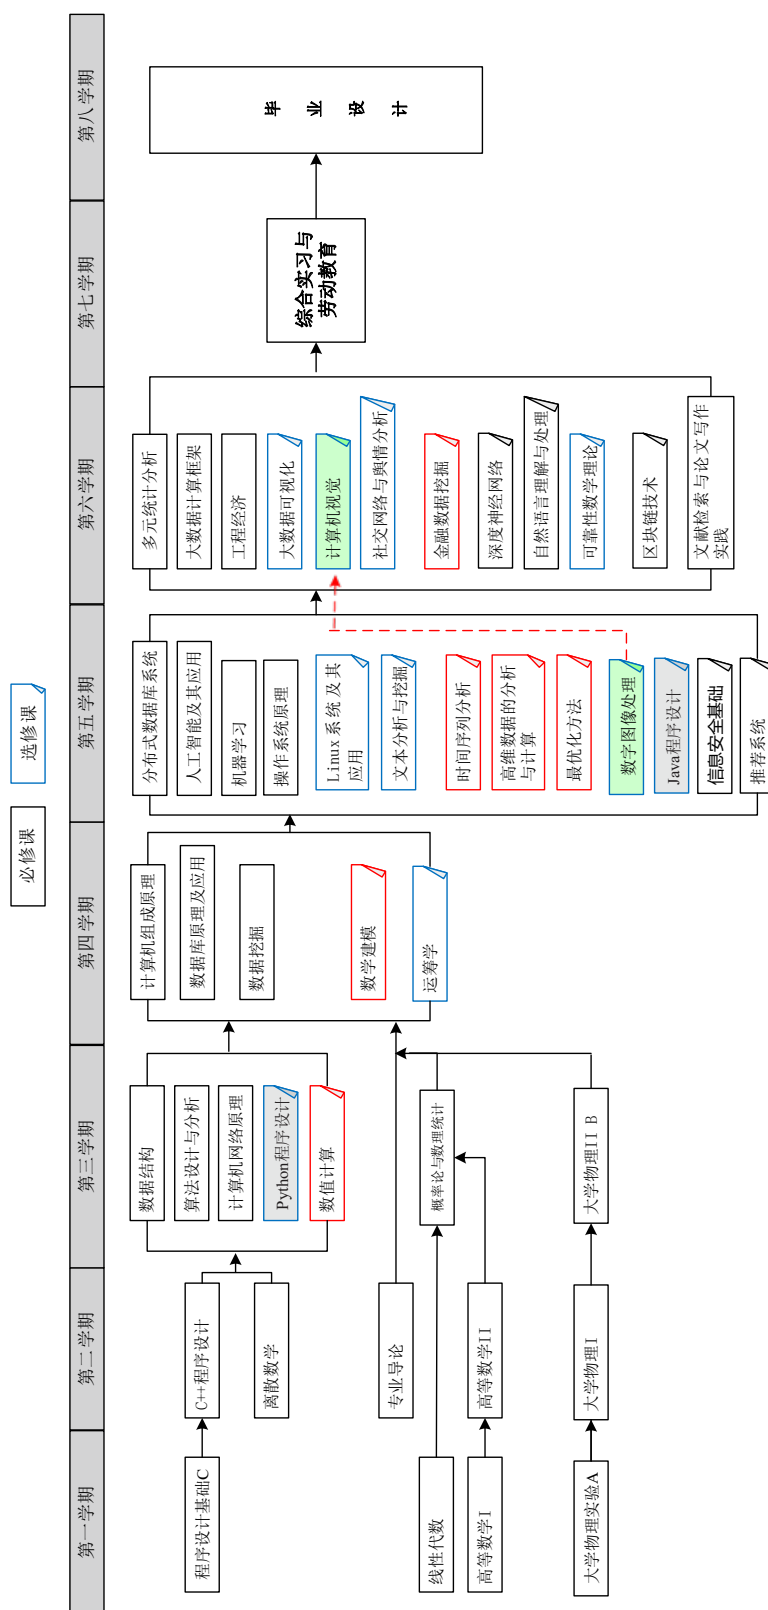 必修课
选修课
第一学期
第二学期
第三学期
第四学期
第五学期
第六学期
第七学期
第八学期
程序设计基础C
线性代数
高等数学I
大学物理实验A
C++程序设计
离散数学
专业导论
高等数学II
大学物理I
数据结构
算法设计与分析
计算机网络原理
Python程序设计
数值计算
概率论与数理统计
大学物理II B
计算机组成原理
数据库原理及应用
数据挖掘
数学建模
运筹学
分布式数据库系统
人工智能及其应用
机器学习
操作系统原理
Linux 系统及其
应用
文本分析与挖掘
时间序列分析
高维数据的分析
与计算
最优化方法
数字图像处理
Java程序设计
信息安全基础
推荐系统
多元统计分析
大数据计算框架
工程经济
大数据可视化
计算机视觉
社交网络与舆情分析
金融数据挖掘
深度神经网络
自然语言理解与处理
可靠性数学理论
区块链技术
文献检索与论文写作
实践
综合实习与
劳动教育
毕 业 设 计